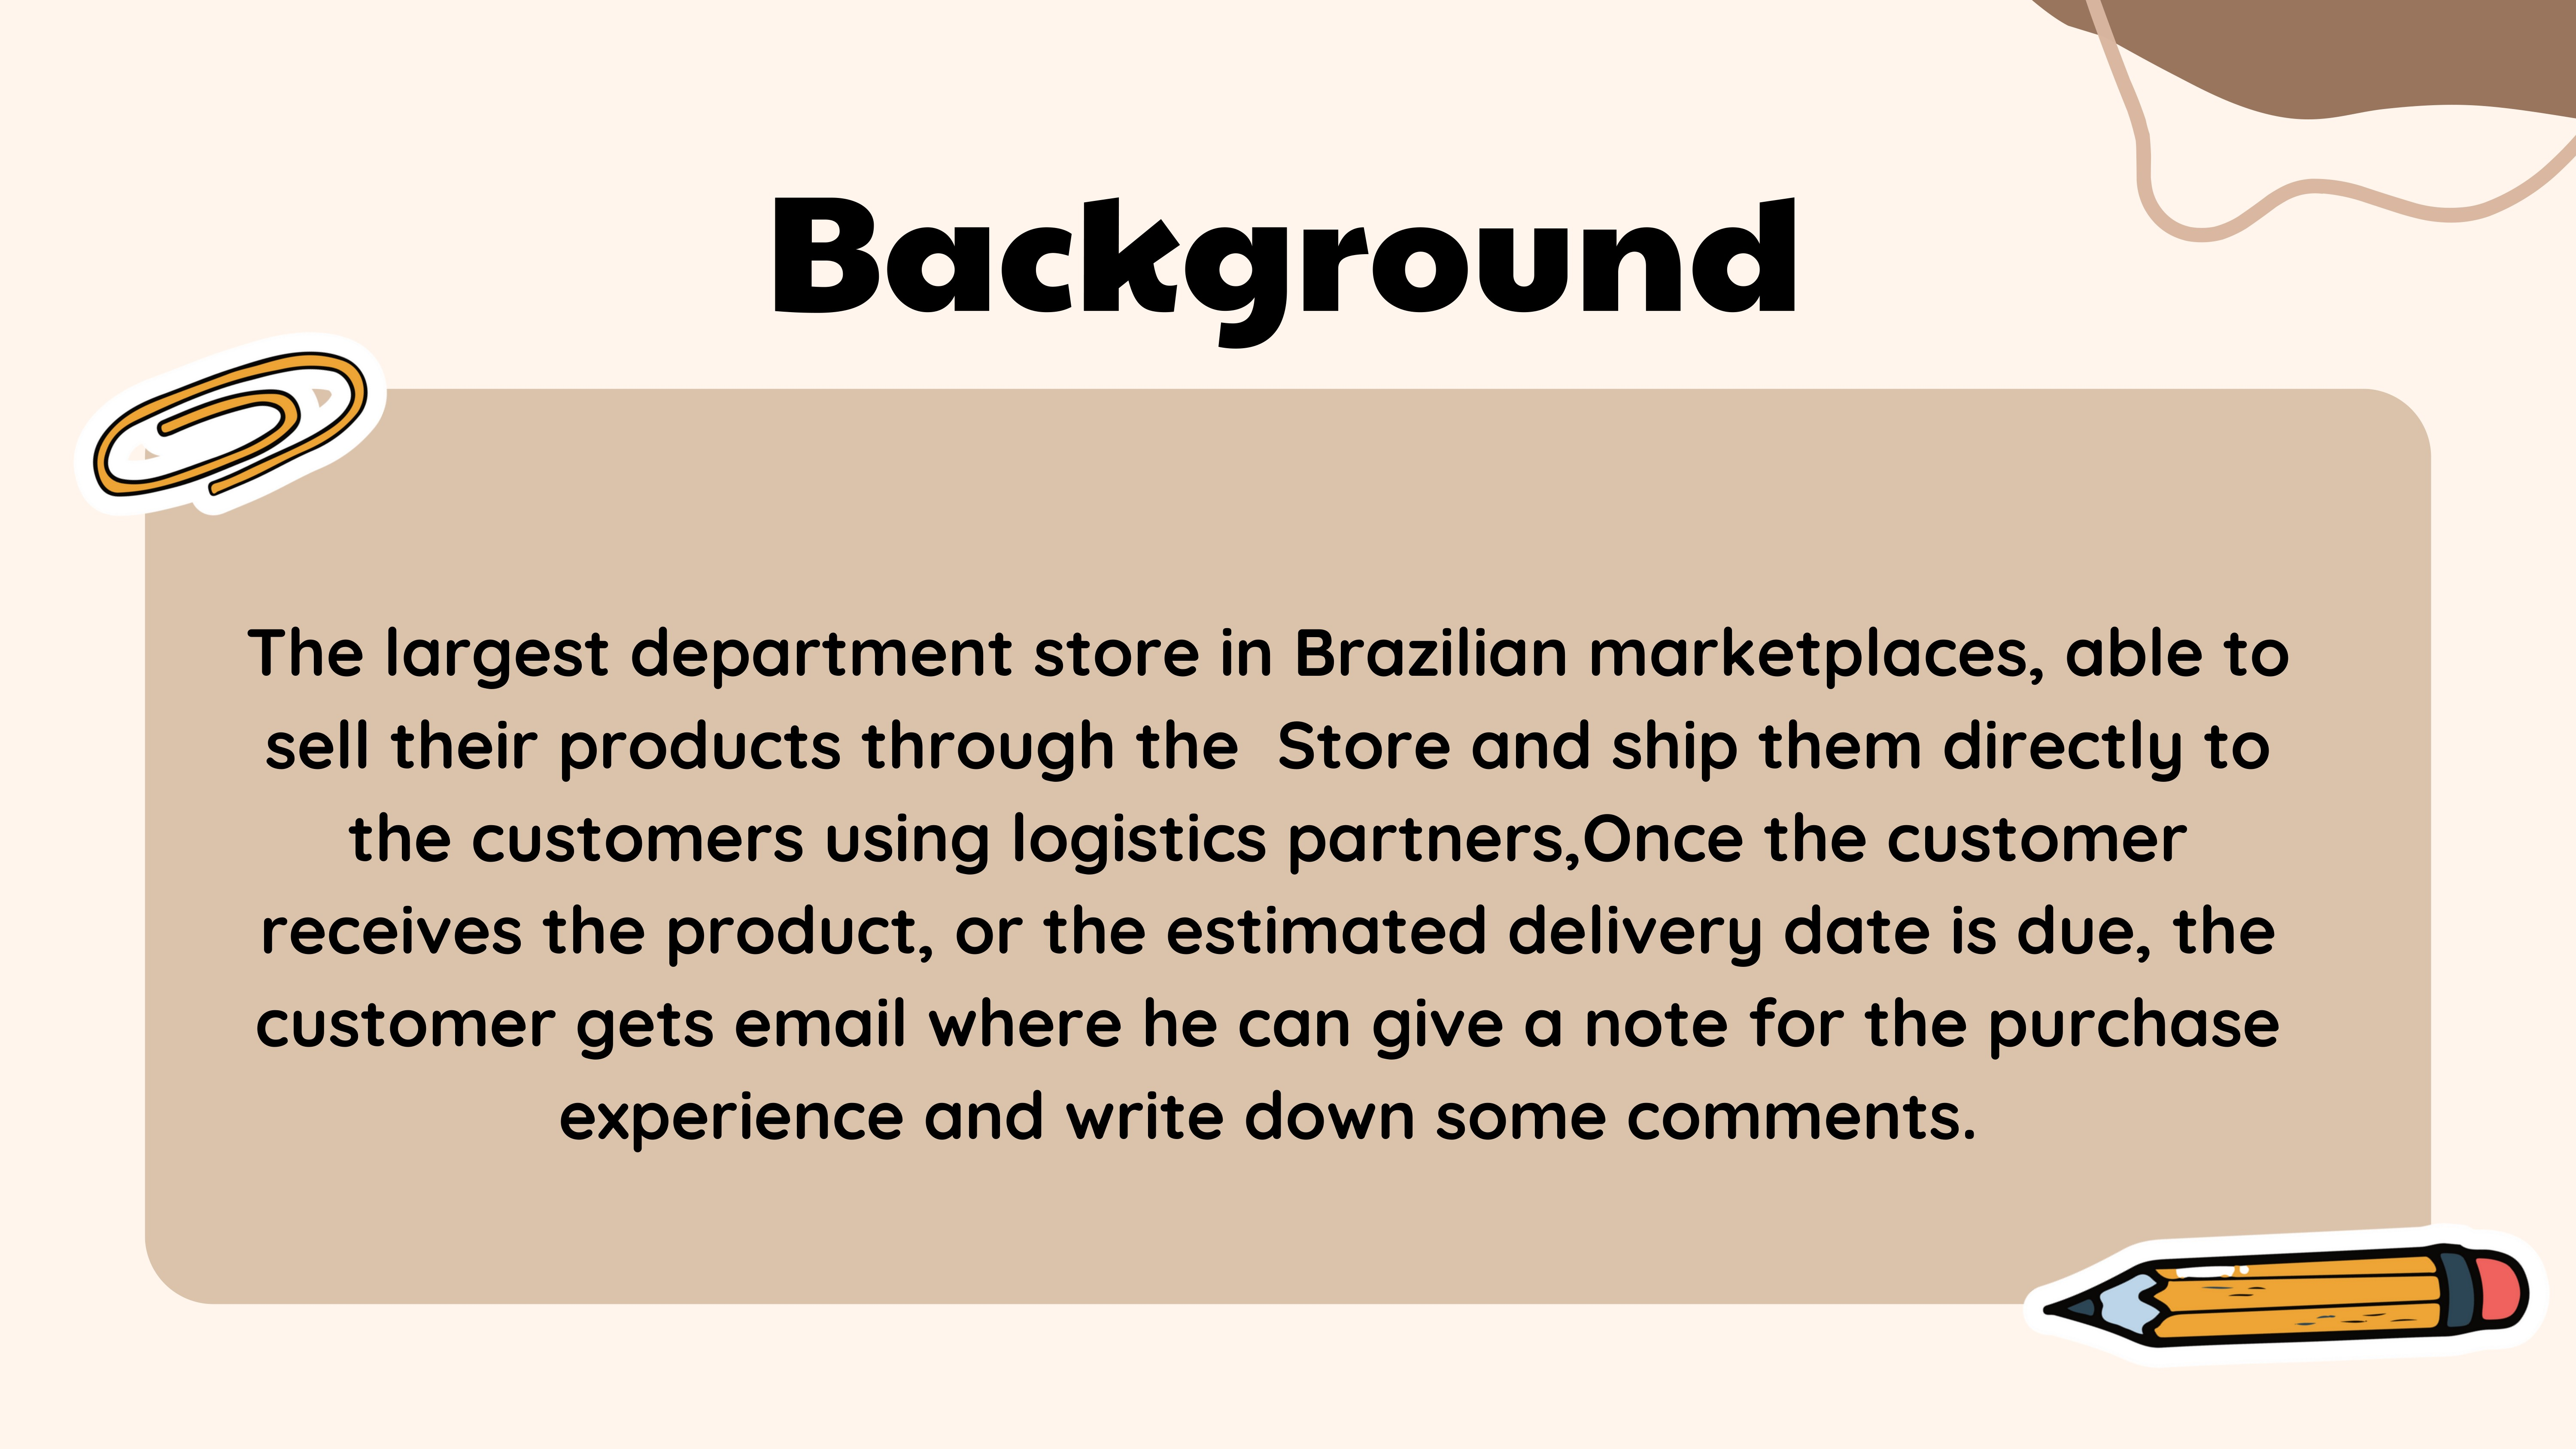 Background
The largest department store in Brazilian marketplaces, able to
sell their products through the  Store and ship them directly to
the customers using logistics partners,Once the customer
receives the product, or the estimated delivery date is due, the
customer gets email where he can give a note for the purchase
experience and write down some comments.